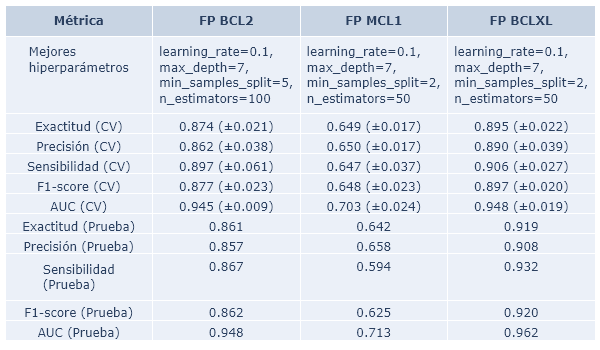 Métrica FP BCL2 FP MCL1 FP BCLXL
Mejores hiperparámetros learning_rate=0.1, max_depth=7, min_samples_split=5, n_estimators=100 learning_rate=0.1, max_depth=7, min_samples_split=2, n_estimators=50 learning_rate=0.1, max_depth=7, min_samples_split=2, n_estimators=50
Exactitud (CV) 0.874 (±0.021) 0.649 (±0.017) 0.895 (±0.022)
Precisión (CV) 0.862 (±0.038) 0.650 (±0.017) 0.890 (±0.039)
Sensibilidad (CV) 0.897 (±0.061) 0.647 (±0.037) 0.906 (±0.027)
F1-score (CV) 0.877 (±0.023) 0.648 (±0.023) 0.897 (±0.020)
AUC (CV) 0.945 (±0.009) 0.703 (±0.024) 0.948 (±0.019)
Exactitud (Prueba) 0.861 0.642 0.919
Precisión (Prueba) 0.857 0.658 0.908
Sensibilidad (Prueba) 0.867 0.594 0.932
F1-score (Prueba) 0.862 0.625 0.920
AUC (Prueba) 0.948 0.713 0.962